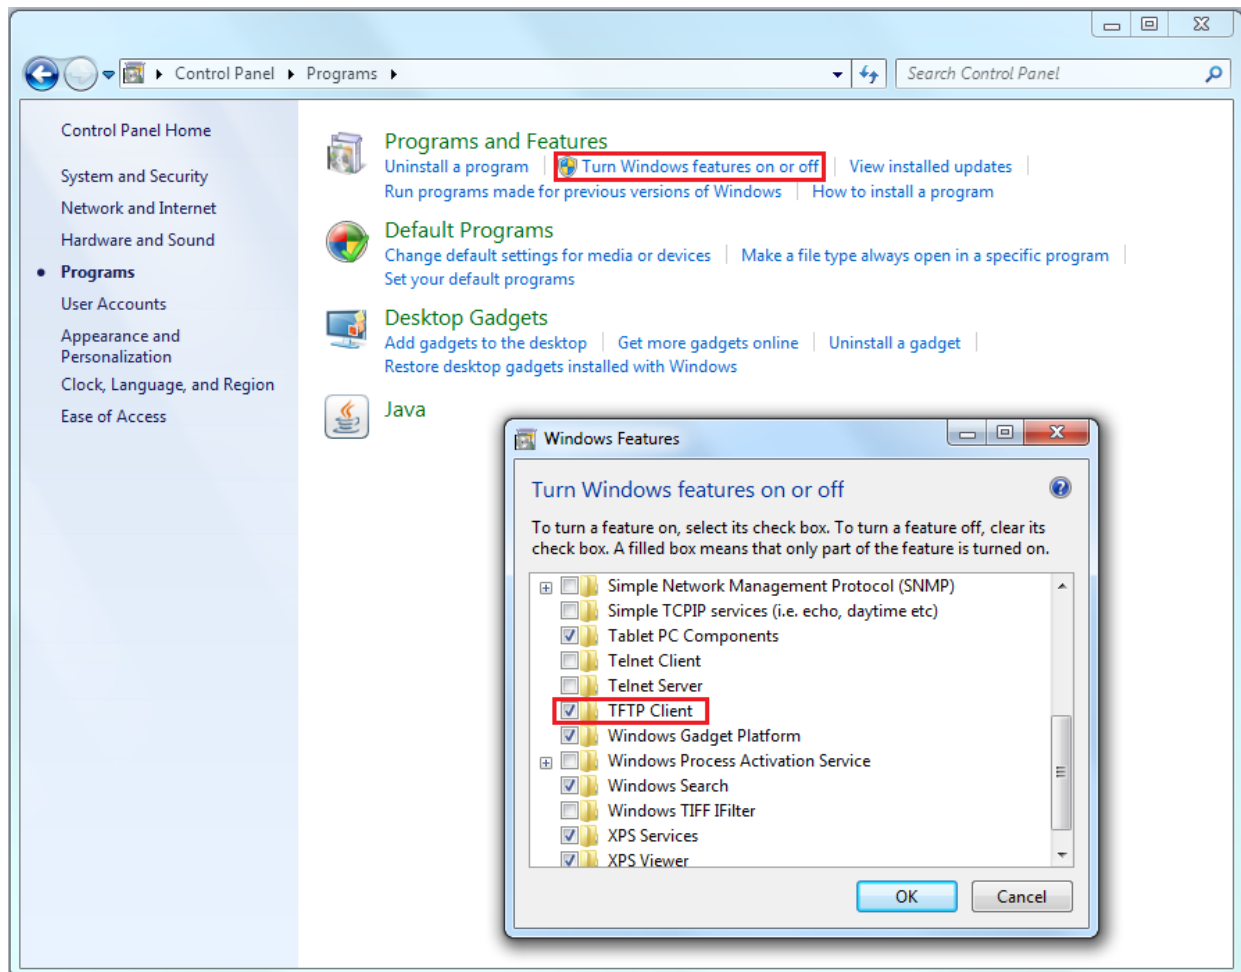 Control Panel
Programs
Search Control Panel
Control Panel Home
System and Security
Network and Internet
Hardware and Sound
Programs
User Accounts
Appearance and
Personalization
Clock, Language, and Region
Ease of Access
Programs and Features
Uninstall a program
Turn Windows features on or off
View installed updates
Run programs made for previous versions of Windows
How to install a program
Default Programs
Change default settings for media or devices
Make a file type always open in a specific program
Set your default programs
Desktop Gadgets
Add gadgets to the desktop
Get more gadgets online
Uninstall a gadget
Restore desktop gadgets installed with Windows
Java
Windows Features
Turn Windows features on or off
To turn a feature on, select its check box. To turn a feature off, clear its
check box. A filled box means that only part of the feature is turned on.
Simple Network Management Protocol (SNMP)
Simple TCPIP services (i.e. echo, daytime etc)
Tablet PC Components
Telnet Client
Telnet Server
TFTP Client
Windows Gadget Platform
Windows Process Activation Service
Windows Search
Windows TIFF IFilter
XPS Services
XPS Viewer
OK
Cancel